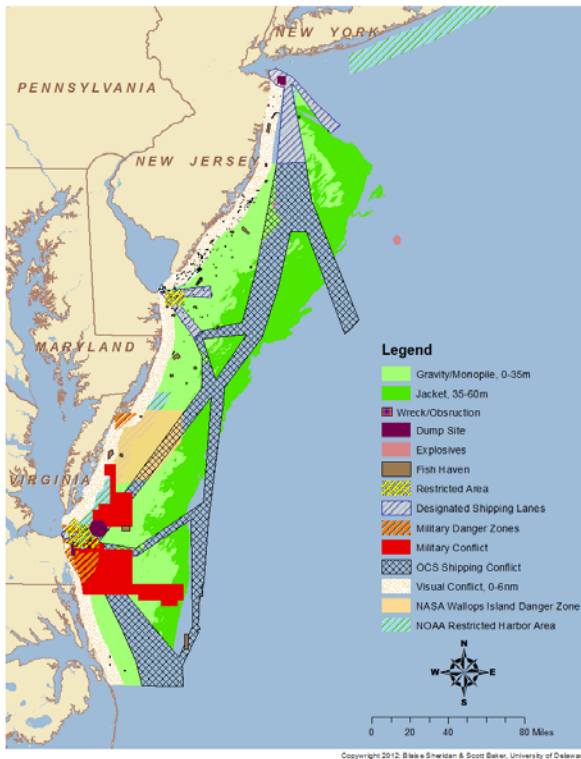 NEW YORK
PENNSYLVANIA
NEW JERSEY
MARYLAND
VIRGINIA
Legend
Gravity/Monopile, 0-35m
Jacket, 35-60m
Wreck/Obsruction
Dump Site
Explosives
Fish Haven
Restricted Area
Designated Shipping Lanes
Military Danger Zones
Military Conflict
OCS Shipping Conflict
Visual Conflict, 0-6nm
NASA Wallops Island Danger Zone
NOAA Restricted Harbor Area
N
W E
S
0 20 40 80 Miles
Copywright 2012: Blaise Sheridan & Scott Baker, University of Delaware